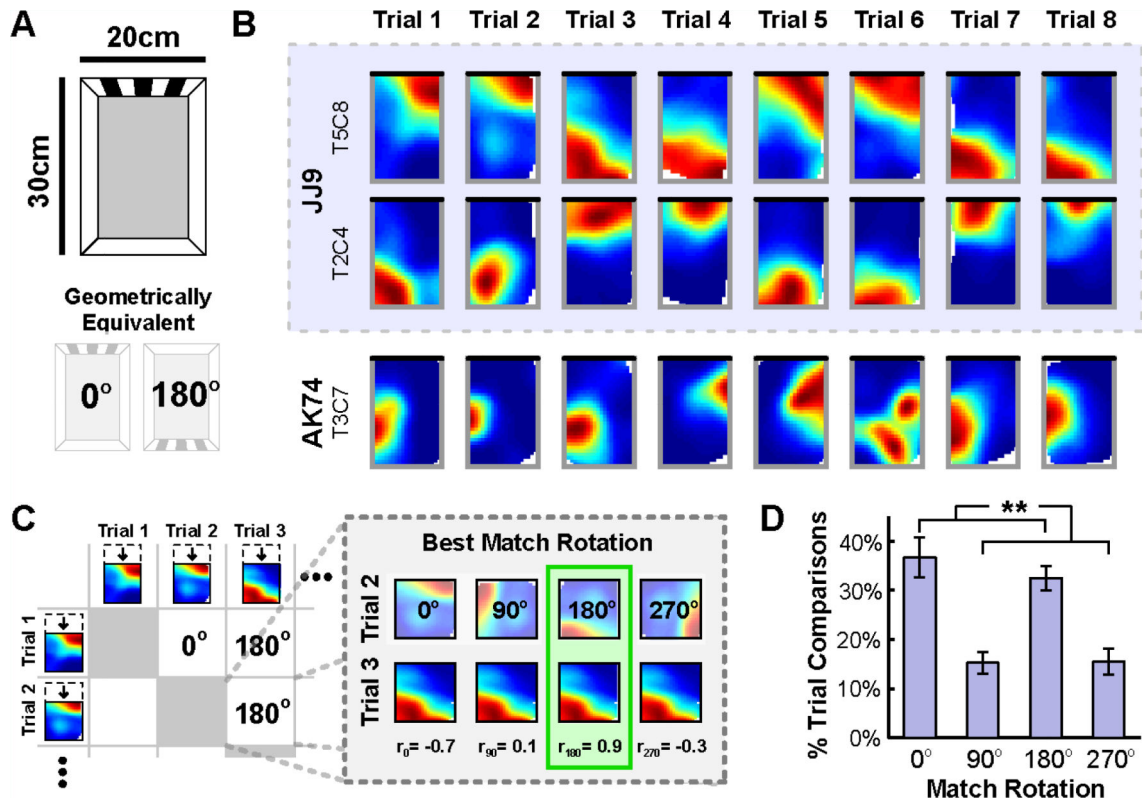 A
20cm
30cm
Geometrically
Equivalent
0°
180°
B
Trial 1 Trial 2 Trial 3 Trial 4 Trial 5 Trial 6 Trial 7 Trial 8
JJ9
T5C8
T2C4
AK74
T3C7
C
Trial 1 Trial 2 Trial 3
Trial 1
0° 180°
Trial 2
180°
Best Match Rotation
Trial 2
0° 90° 180° 270°
Trial 3
r0= -0.7 r90= 0.1 r180= 0.9 r270= -0.3
D
**
% Trial Comparisons
40%
30%
20%
10%
0%
0° 90° 180° 270°
Match Rotation